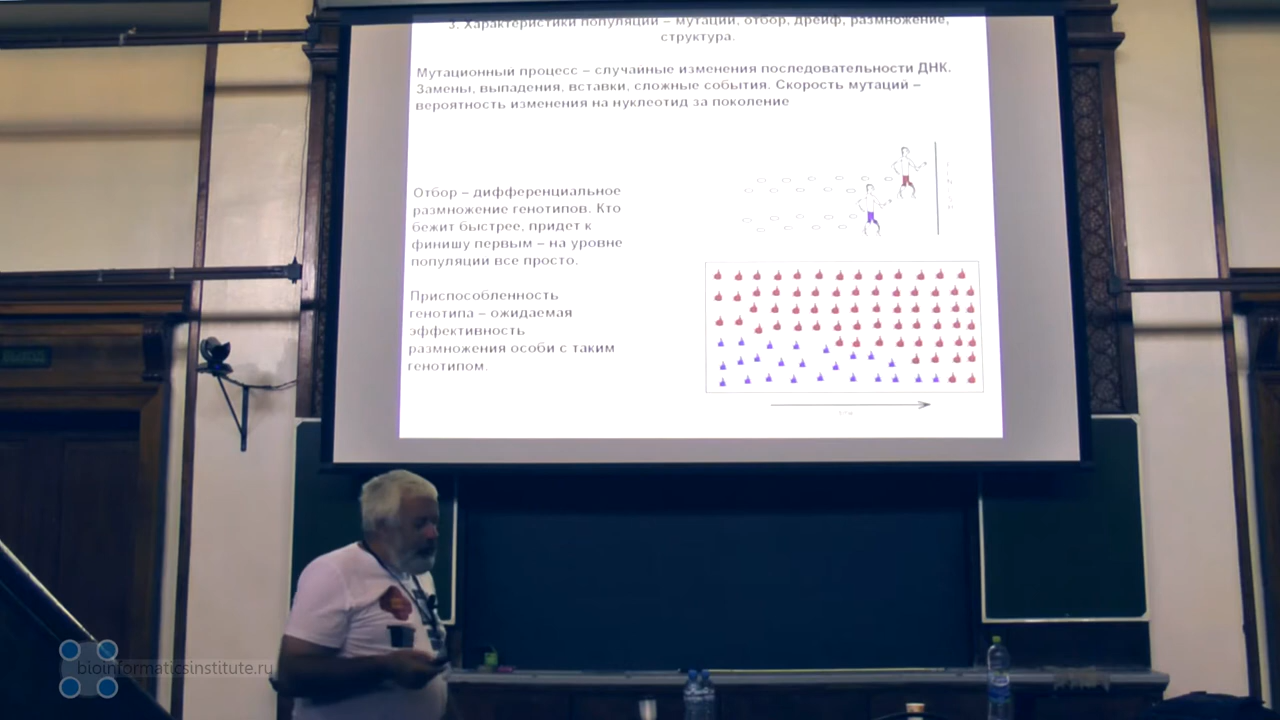 3. Характеристики популяции – мутации, отбор, дрейф, размножение,
структура.
Мутационный процесс – случайные изменения последовательности ДНК.
Замены, выпадения, вставки, сложные события. Скорость мутаций –
вероятность изменения на нуклеотид за поколение
Отбор – дифференциальное
размножение генотипов. Кто
бежит быстрее, придет к
финишу первым – на уровне
популяции все просто.
Приспособленность
генотипа – ожидаемая
эффективность
размножения особи с таким
генотипом.
bioinformaticsinstitute.ru